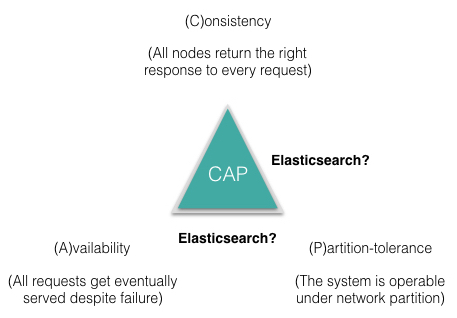 (C)onsistency
(All nodes return the right
response to every request)
Elasticsearch?
CAP
Elasticsearch?
(A)vailability
(P)artition-tolerance
(All requests get eventually
served despite failure)
(The system is operable
under network partition)